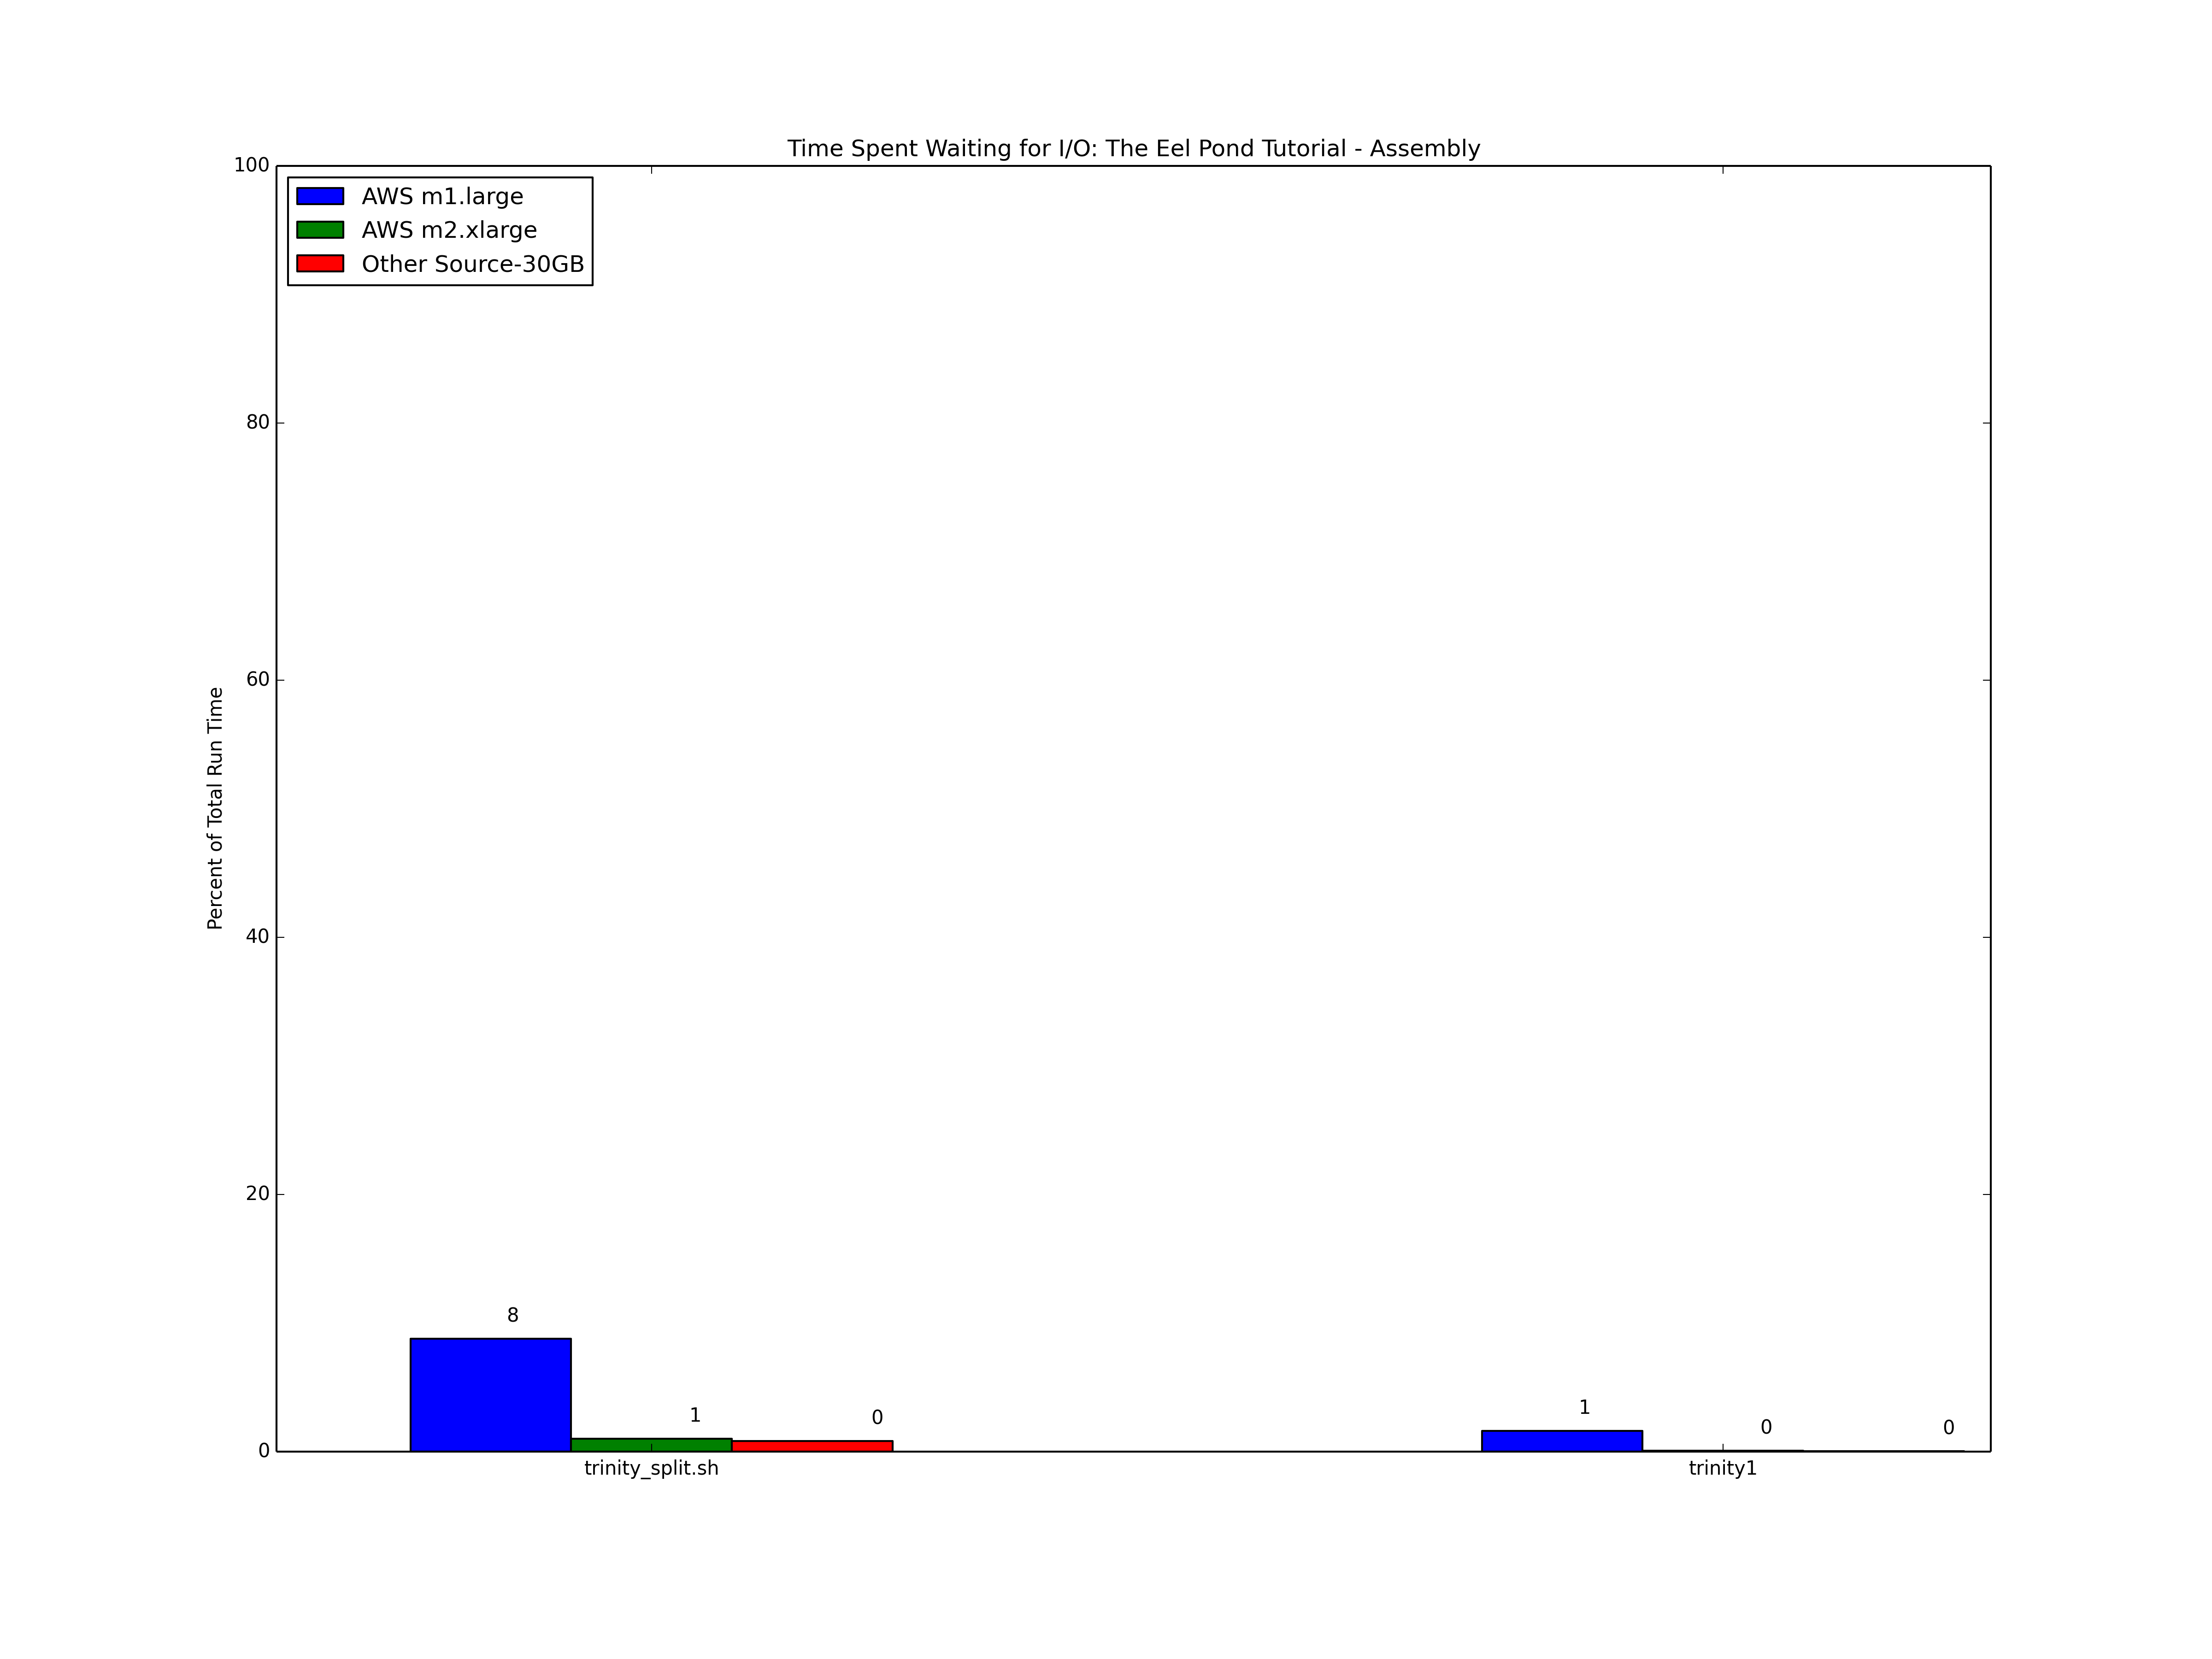 Time Spent Waiting for I/O: The Eel Pond Tutorial - Assembly
100
AWS m1.large
AWS m2.xlarge
Other Source-30GB
80
60
Percent of Total Run Time
40
20
8
1
0
1
0
0
0
trinity_split.sh
trinity1